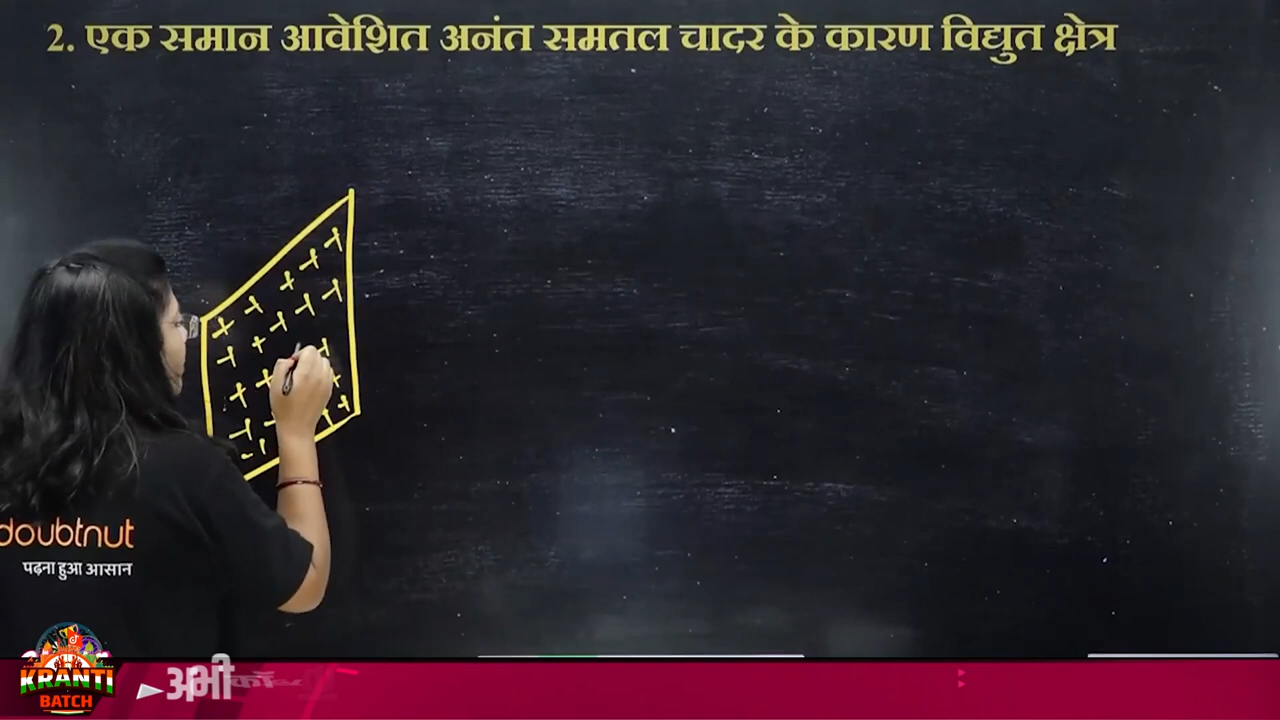 2. एक समान आवेशित अनंत समतल चादर के कारण विद्युत क्षेत्र
doubtnut
पढ़ना हुआ आसान
KRANTI
BATCH
अभी